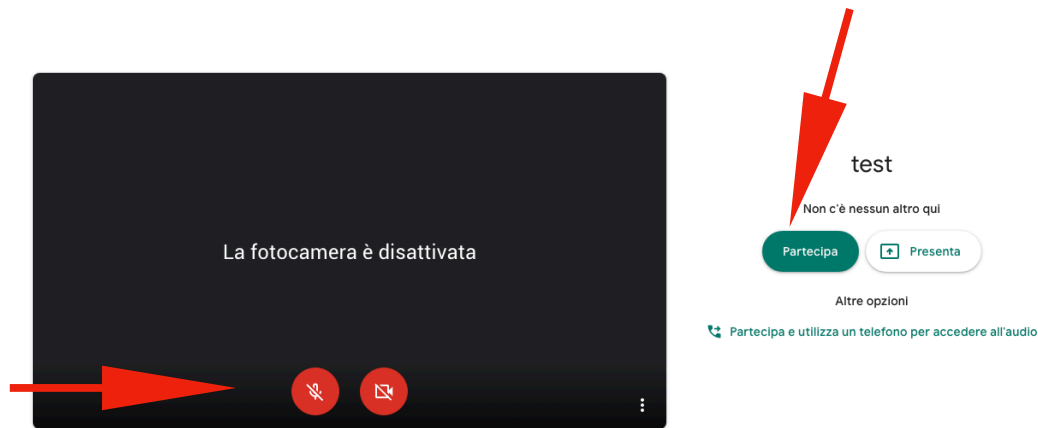 La fotocamera è disattivata
test
Non c'è nessun altro qui
Partecipa
Presenta
Altre opzioni
Partecipa e utilizza un telefono per accedere all'audio